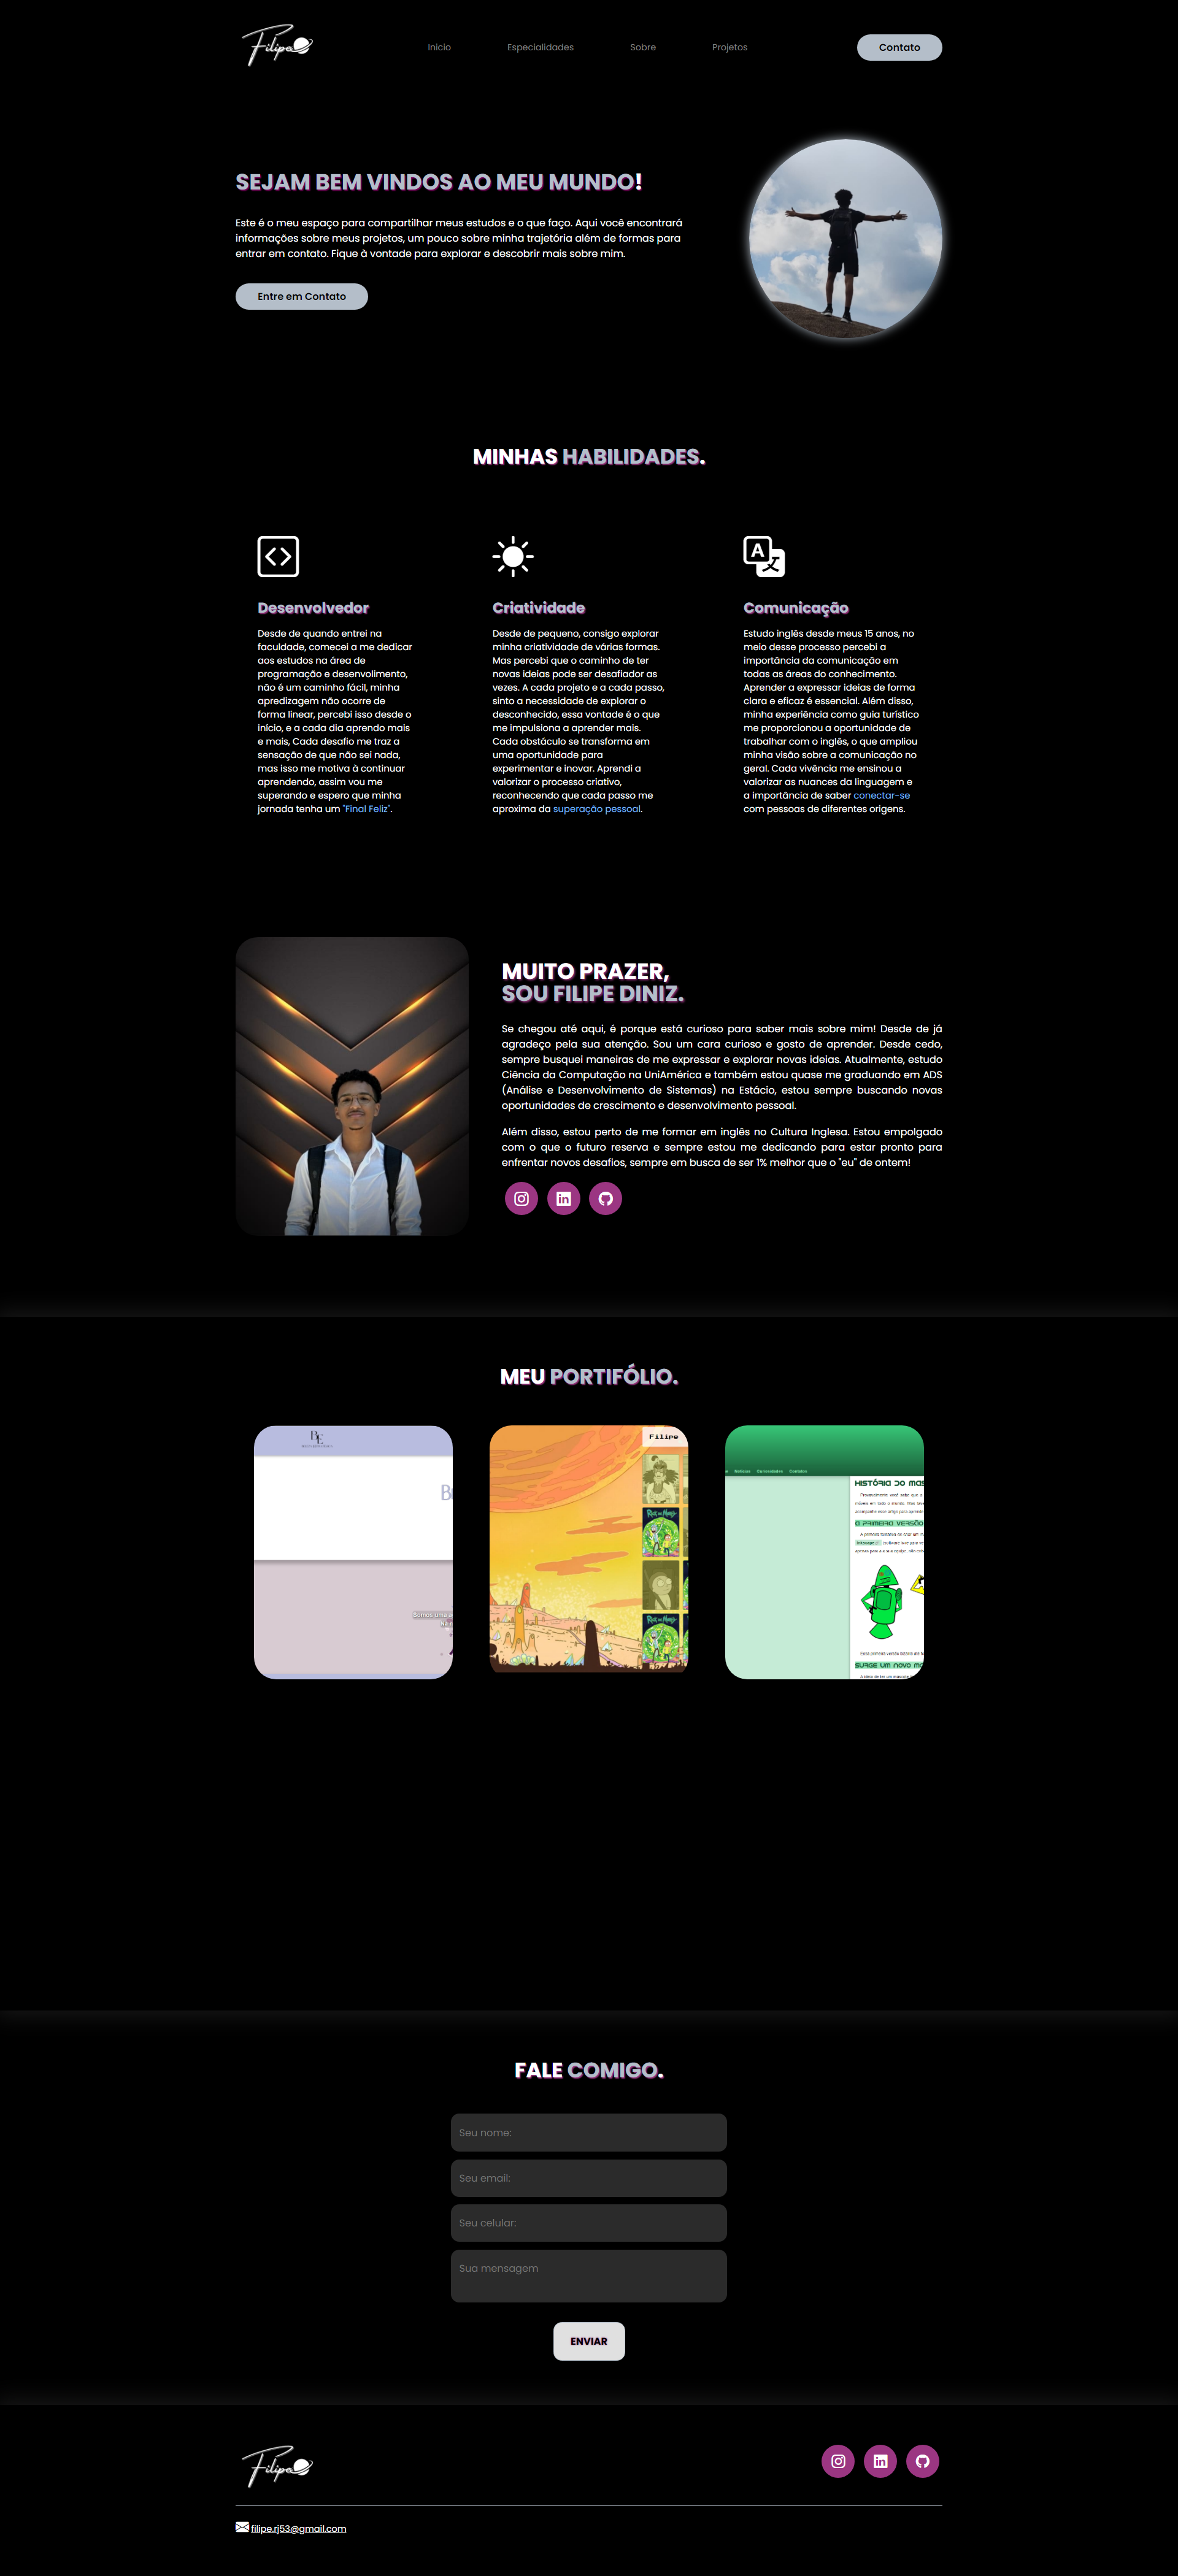 Filipe
Início
Especialidades
Sobre
Projetos
Contato
SEJAM BEM VINDOS AO MEU MUNDO!
Este é o meu espaço para compartilhar meus estudos e o que faço. Aqui você encontrará
informações sobre meus projetos, um pouco sobre minha trajetória além de formas para
entrar em contato. Fique à vontade para explorar e descobrir mais sobre mim.
Entre em Contato
MINHAS HABILIDADES.
Desenvolvedor
Desde de quando entrei na
faculdade, comecei a me dedicar
aos estudos na área de
programação e desenvolimento,
não é um caminho fácil, minha
apredizagem não ocorre de
forma linear, percebi isso desde o
início, e a cada dia aprendo mais
e mais, Cada desafio me traz a
sensação de que não sei nada,
mas isso me motiva à continuar
aprendendo, assim vou me
superando e espero que minha
jornada tenha um "Final Feliz".
Criatividade
Desde de pequeno, consigo explorar
minha criatividade de várias formas.
Mas percebi que o caminho de ter
novas ideias pode ser desafiador as
vezes. A cada projeto e a cada passo,
sinto a necessidade de explorar o
desconhecido, essa vontade é o que
me impulsiona a aprender mais.
Cada obstáculo se transforma em
uma oportunidade para
experimentar e inovar. Aprendi a
valorizar o processo criativo,
reconhecendo que cada passo me
aproxima da superação pessoal.
Comunicação
Estudo inglês desde meus 15 anos, no
meio desse processo percebi a
importância da comunicação em
todas as áreas do conhecimento.
Aprender a expressar ideias de forma
clara e eficaz é essencial. Além disso,
minha experiência como guia turístico
me proporcionou a oportunidade de
trabalhar com o inglês, o que ampliou
minha visão sobre a comunicação no
geral. Cada vivência me ensinou a
valorizar as nuances da linguagem e
a importância de saber conectar-se
com pessoas de diferentes origens.
MUITO PRAZER,
SOU FILIPE DINIZ.
Se chegou até aqui, é porque está curioso para saber mais sobre mim! Desde de já
agradeço pela sua atenção. Sou um cara curioso e gosto de aprender. Desde cedo,
sempre busquei maneiras de me expressar e explorar novas ideias. Atualmente, estudo
Ciência da Computação na UniAmérica e também estou quase me graduando em ADS
(Análise e Desenvolvimento de Sistemas) na Estácio, estou sempre buscando novas
oportunidades de crescimento e desenvolvimento pessoal.
Além disso, estou perto de me formar em inglês no Cultura Inglesa. Estou empolgado
com o que o futuro reserva e sempre estou me dedicando para estar pronto para
enfrentar novos desafios, sempre em busca de ser 1% melhor que o "eu" de ontem!
MEU PORTIFÓLIO.
BE
Somos uma
Filipe
Notícias Curiosidades Contatos
HISTÓRIA DO MAS
A PRIMEIRA VERSÃO
SURGE UM NOVO MA
FALE COMIGO.
Seu nome:
Seu email:
Seu celular:
Sua mensagem
ENVIAR
Filipe
filipe.rj53@gmail.com